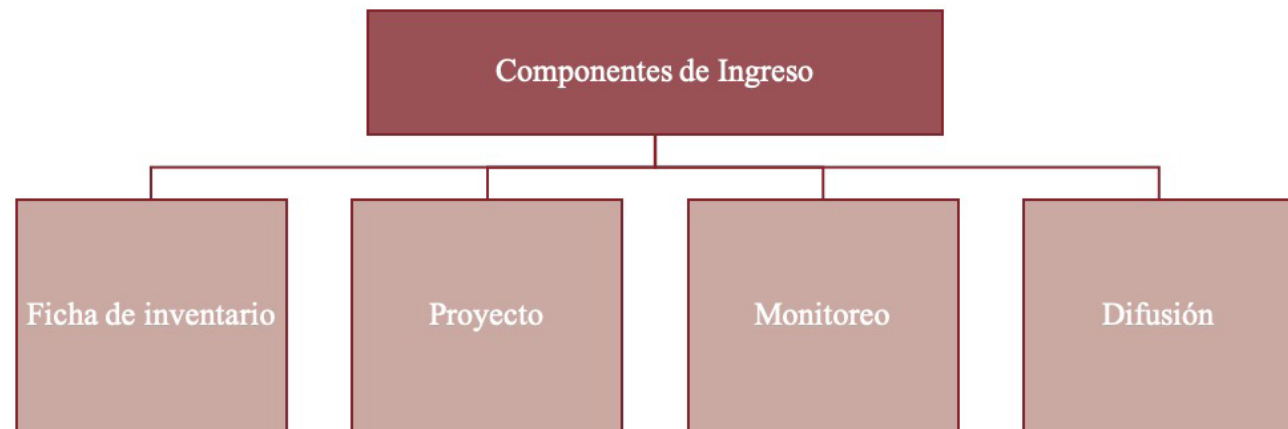 Componentes de Ingreso
Ficha de inventario
Proyecto
Monitoreo
Difusión